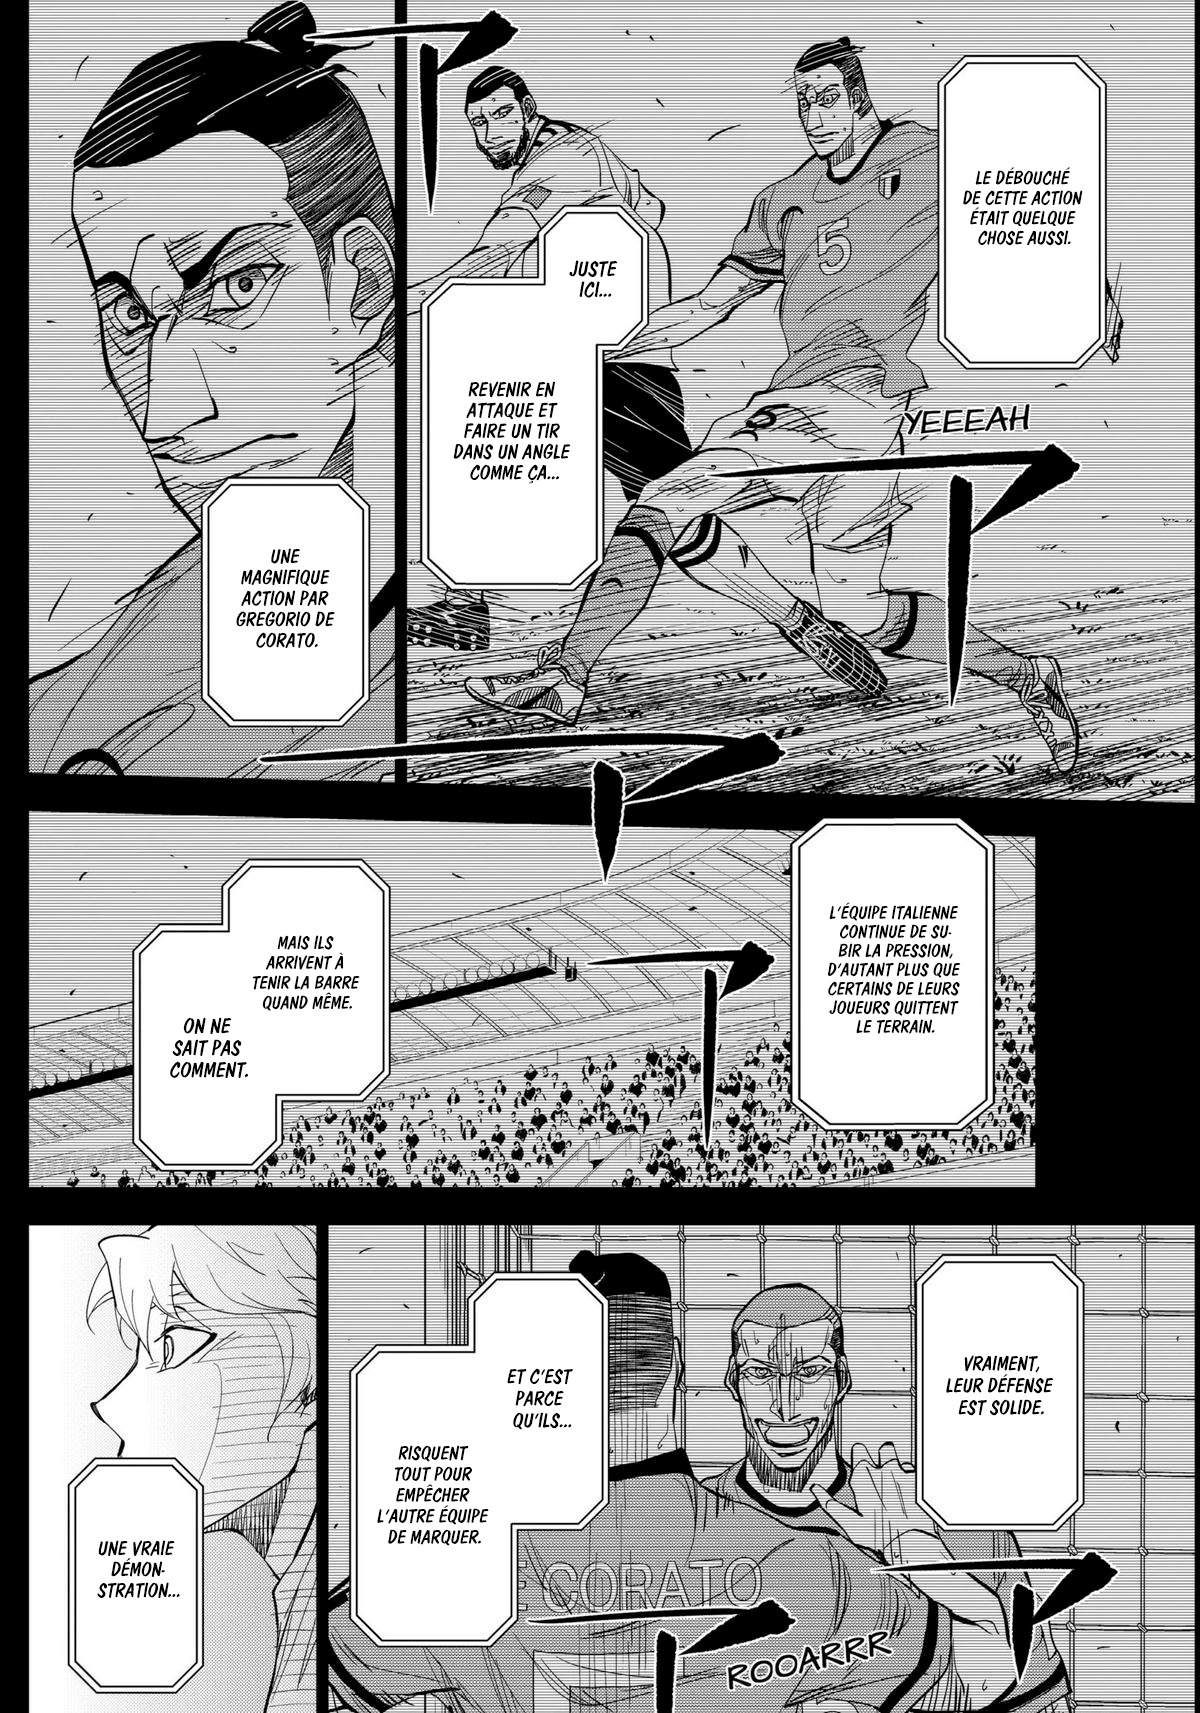 LE DÉBOUCHÉ
DE CETTE ACTION
ÉTAIT QUELQUE
CHOSE AUSSI.
5
JUSTE
ICI...
REVENIR EN
ATTAQUE ET
FAIRE UN TIR
DANS UN ANGLE
COMME ÇA...
YEEEAH
UNE
MAGNIFIQUE
ACTION PAR
GREGORIO DE
CORATO.
L'ÉQUIPE ITALIENNE
CONTINUE DE SU-
BIR LA PRESSION,
D'AUTANT PLUS QUE
CERTAINS DE LEURS
JOUEURS QUITTENT
LE TERRAIN.
MAIS ILS
ARRIVENT À
TENIR LA BARRE
QUAND MÊME.
ON NE
SAIT PAS
COMMENT.
VRAIMENT,
LEUR DÉFENSE
EST SOLIDE.
ET C'EST
PARCE
QU'ILS...
RISQUENT
TOUT POUR
EMPÊCHER
L'AUTRE ÉQUIPE
DE MARQUER.
E CORATO
ROOARRR
UNE VRAIE
DÉMON-
STRATION...